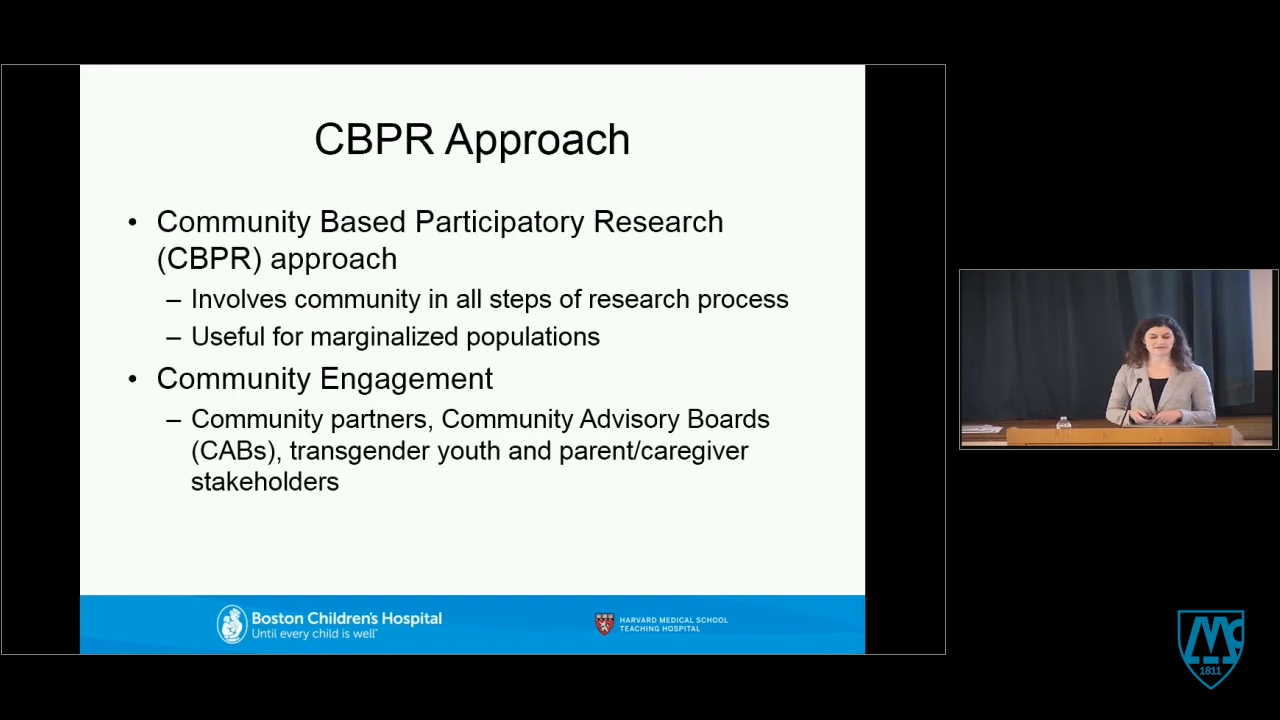 CBPR Approach
• Community Based Participatory Research
(CBPR) approach
– Involves community in all steps of research process
– Useful for marginalized populations
• Community Engagement
– Community partners, Community Advisory Boards
(CABs), transgender youth and parent/caregiver
stakeholders
Boston Children's Hospital
Until every child is well™
HARVARD MEDICAL SCHOOL
TEACHING HOSPITAL
Mc
1811